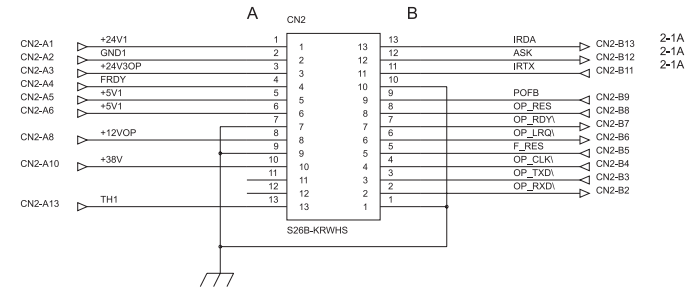 A B
CN2
CN2-A1 +24V1 1 1 13 13 IRDA CN2-B13 2-1A
CN2-A2 GND1 2 2 12 12 ASK CN2-B12 2-1A
CN2-A3 +24V3OP 3 3 11 11 IRTX CN2-B11 2-1A
CN2-A4 FRDY 4 4 10 10
CN2-A5 +5V1 5 5 9 9 POFB CN2-B9
CN2-A6 +5V1 6 6 8 8 OP_RES CN2-B8
7 7 7 7 OP_RDY\ CN2-B7
CN2-A8 +12VOP 8 8 6 6 OP_LRQ\ CN2-B6
9 9 5 5 F_RES CN2-B5
CN2-A10 +38V 10 10 4 4 OP_CLK\ CN2-B4
11 11 3 3 OP_TXD\ CN2-B3
12 12 2 2 OP_RXD\ CN2-B2
CN2-A13 TH1 13 13 1 1
S26B-KRWHS